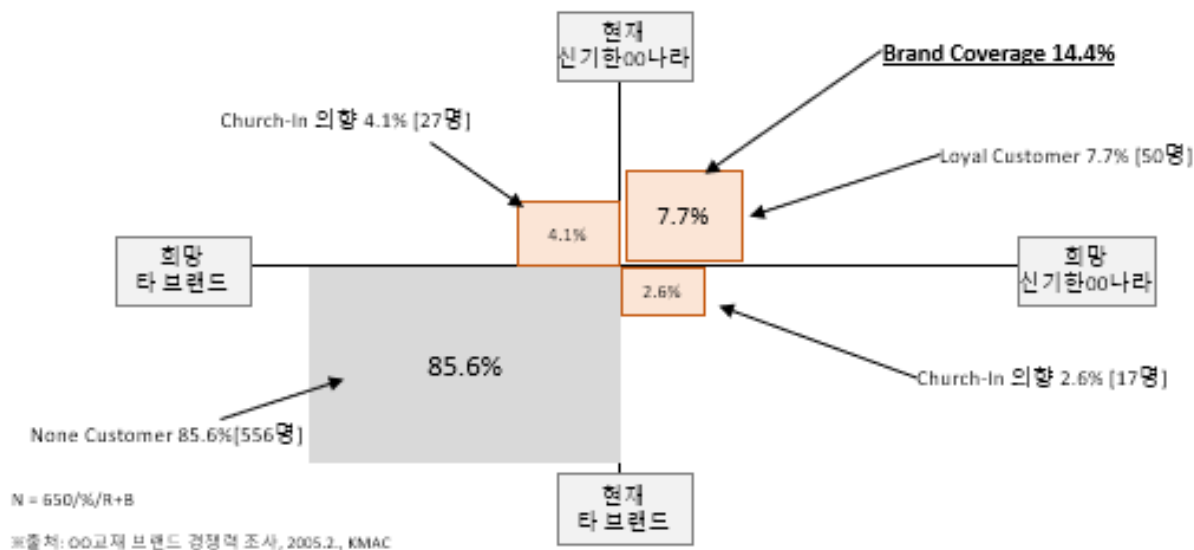 현재
신기한00나라
Brand Coverage 14.4%
Church-In 의향 4.1% [27명]
Loyal Customer 7.7% [50명]
7.7%
4.1%
희망
타 브랜드
희망
신기한00나라
2.6%
85.6%
Church-In 의향 2.6% [17명]
None Customer 85.6%[556명]
현재
타 브랜드
N = 650/%/R+B
※출처: OO교재 브랜드 경쟁력 조사, 2005.2., KMAC